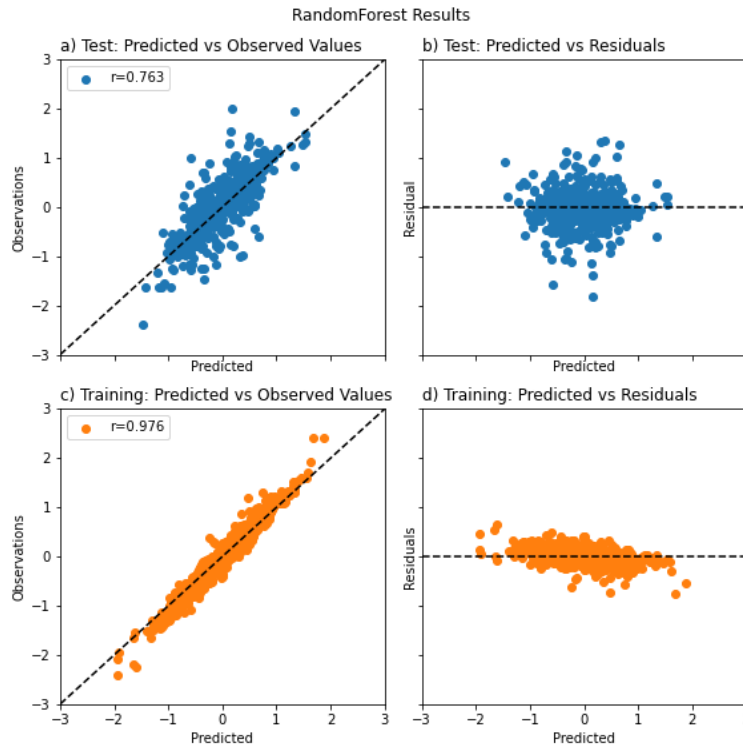 RandomForest Results
a) Test: Predicted vs Observed Values
r=0.763
3
2
1
0
−1
−2
−3
Observations
Predicted
b) Test: Predicted vs Residuals
Residual
Predicted
c) Training: Predicted vs Observed Values
r=0.976
3
2
1
0
−1
−2
−3
Observations
−3 −2 −1 0 1 2 3
Predicted
d) Training: Predicted vs Residuals
Residuals
−3 −2 −1 0 1 2
Predicted